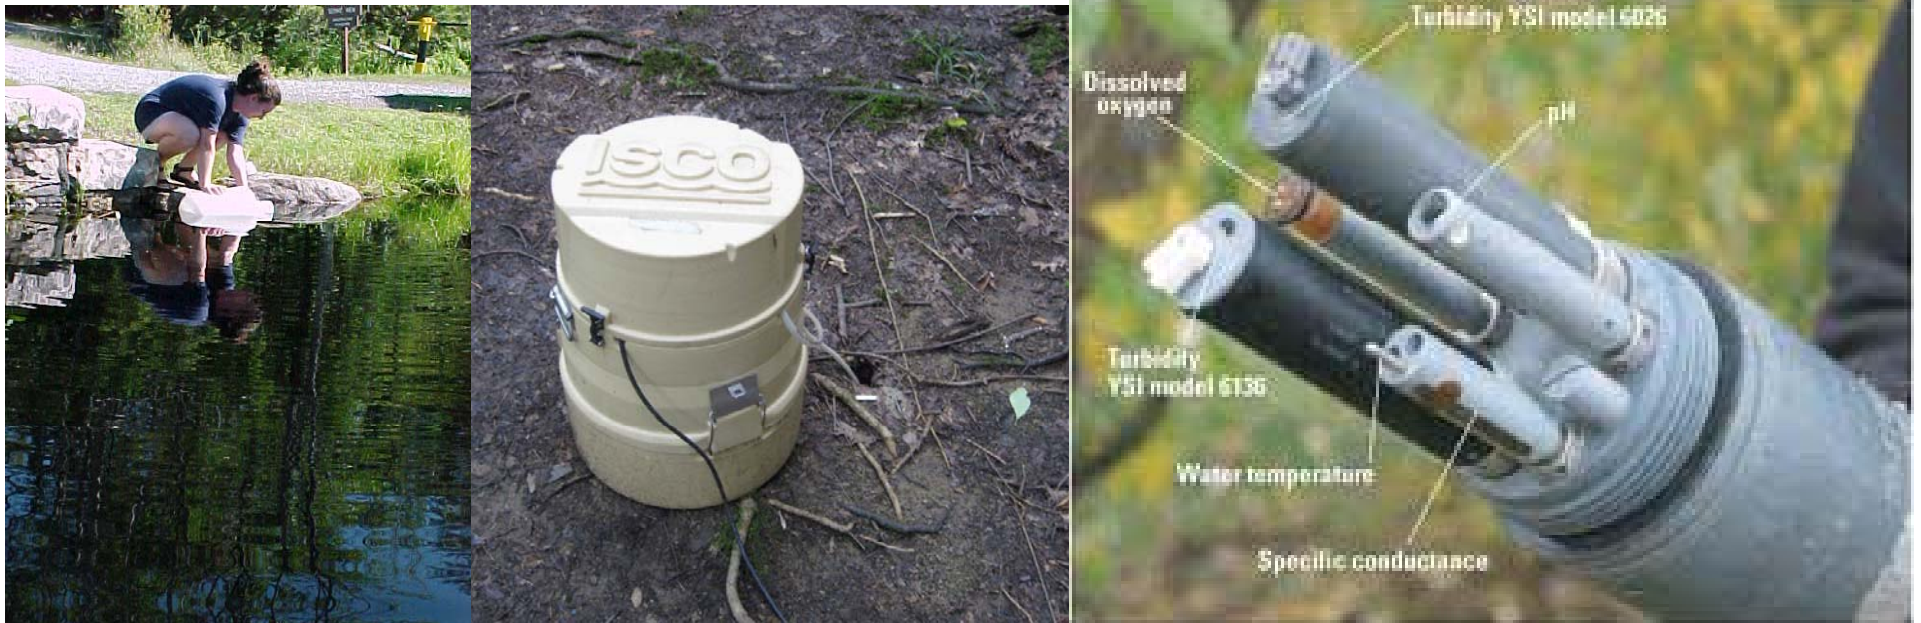 ISCO
Turbidity YSI model 6026
Dissolved
oxygen
pH
Turbidity
YSI model 6136
Water temperature
Specific conductance